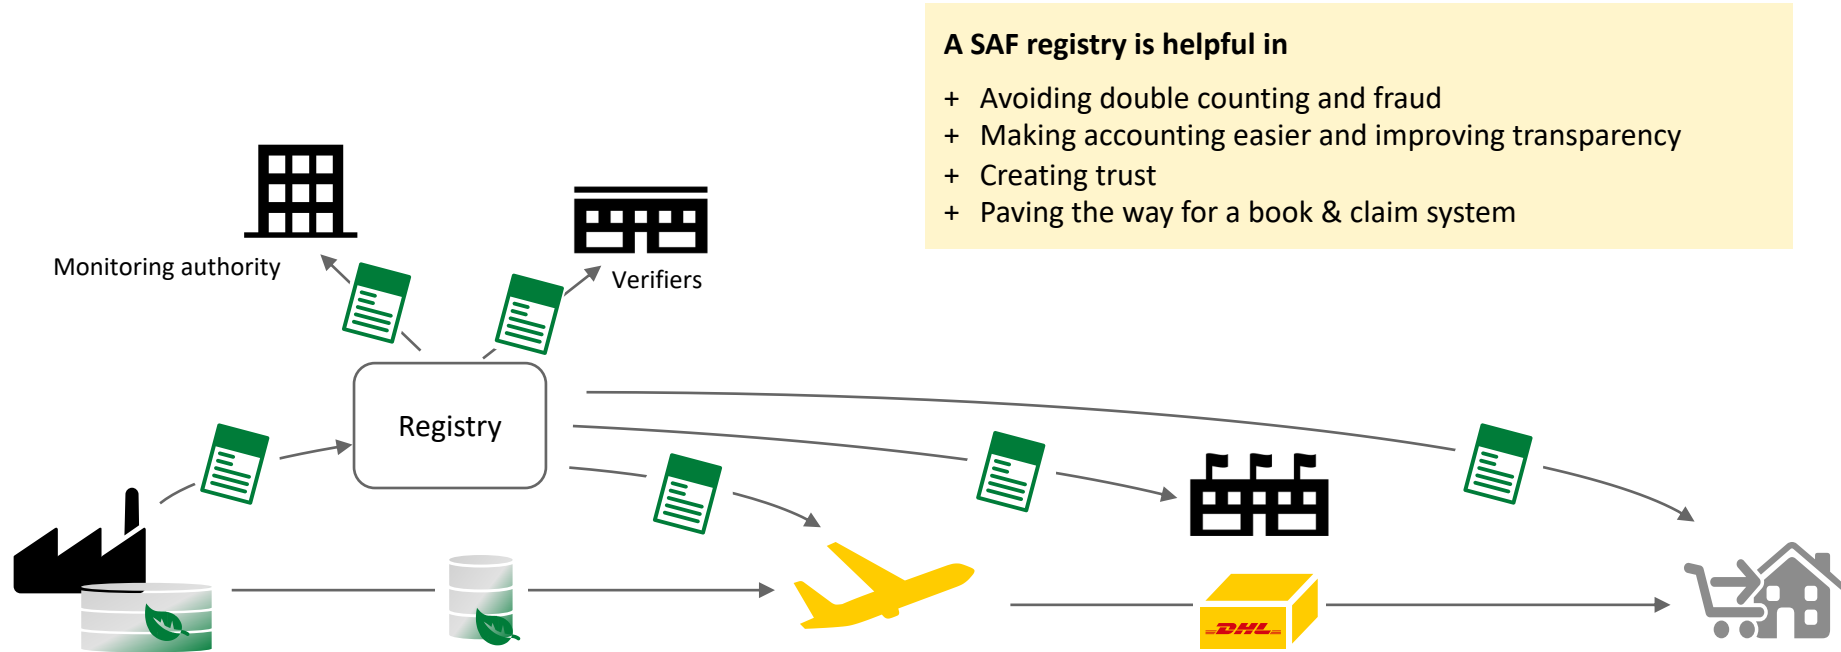 A SAF registry is helpful in
+ Avoiding double counting and fraud
+ Making accounting easier and improving transparency
+ Creating trust
+ Paving the way for a book & claim system
Monitoring authority
Verifiers
Registry
DHL